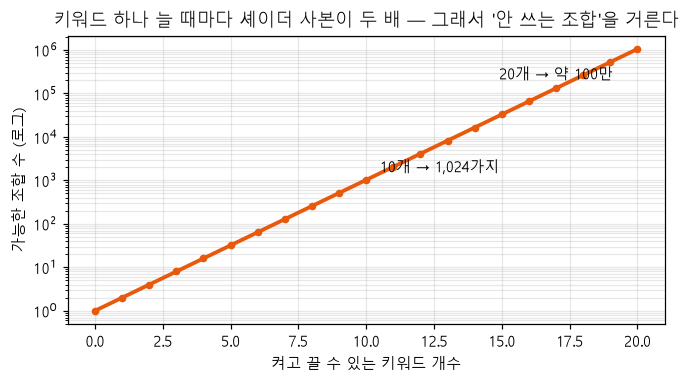 키워드 하나 늘 때마다 셰이더 사본이 두 배 — 그래서 '안 쓰는 조합'을 거른다
가능한 조합 수 (로그)
10⁶
10⁵
10⁴
10³
10²
10¹
10⁰
20개 → 약 100만
10개 → 1,024가지
0.0 2.5 5.0 7.5 10.0 12.5 15.0 17.5 20.0
켜고 끌 수 있는 키워드 개수